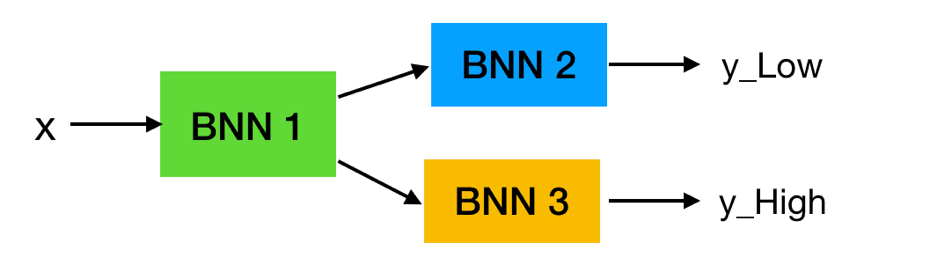 x
BNN 1
BNN 2
y_Low
BNN 3
y_High